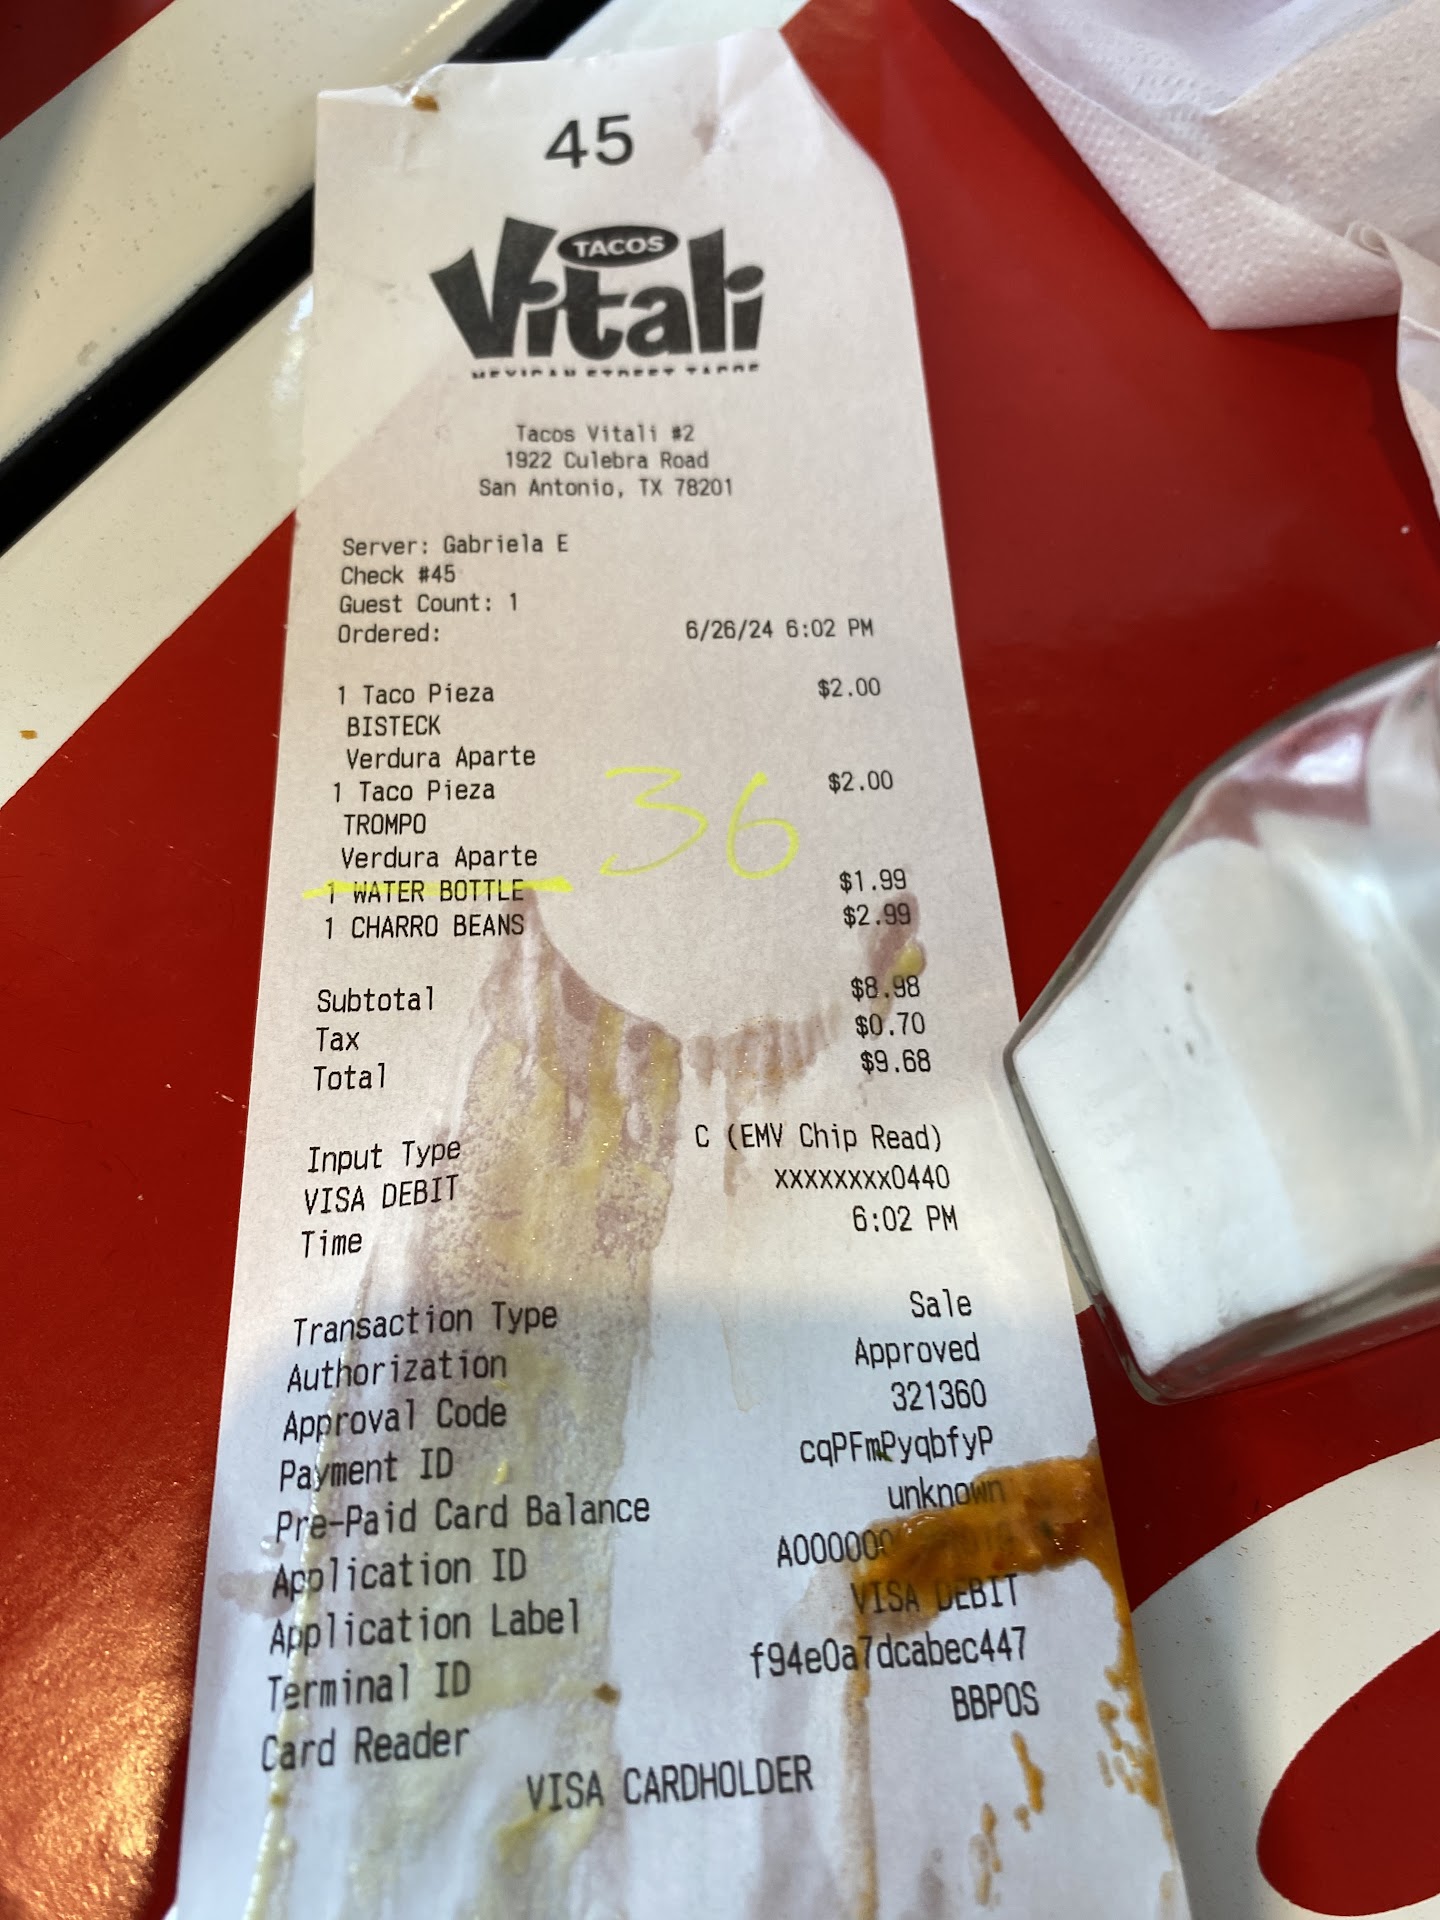 45
TACOS
Vitali
MEXICAN STREET TACOS
Tacos Vitali #2
1922 Culebra Road
San Antonio, TX 78201
Server: Gabriela E
Check #45
Guest Count: 1
Ordered: 6/26/24 6:02 PM
1 Taco Pieza $2.00
BISTECK
Verdura Aparte
1 Taco Pieza $2.00
TROMPO
36
Verdura Aparte
1 WATER BOTTLE $1.99
1 CHARRO BEANS $2.99
Subtotal $8.98
Tax $0.70
Total $9.68
Input Type C (EMV Chip Read)
VISA DEBIT xxxxxxxx0440
Time 6:02 PM
Transaction Type Sale
Authorization Approved
Approval Code 321360
Payment ID cqPFmPyqbfyP
Pre-Paid Card Balance unknown
Application ID
Application Label VISA DEBIT
Terminal ID f94e0a7dcabec447
Card Reader BBPOS
VISA CARDHOLDER